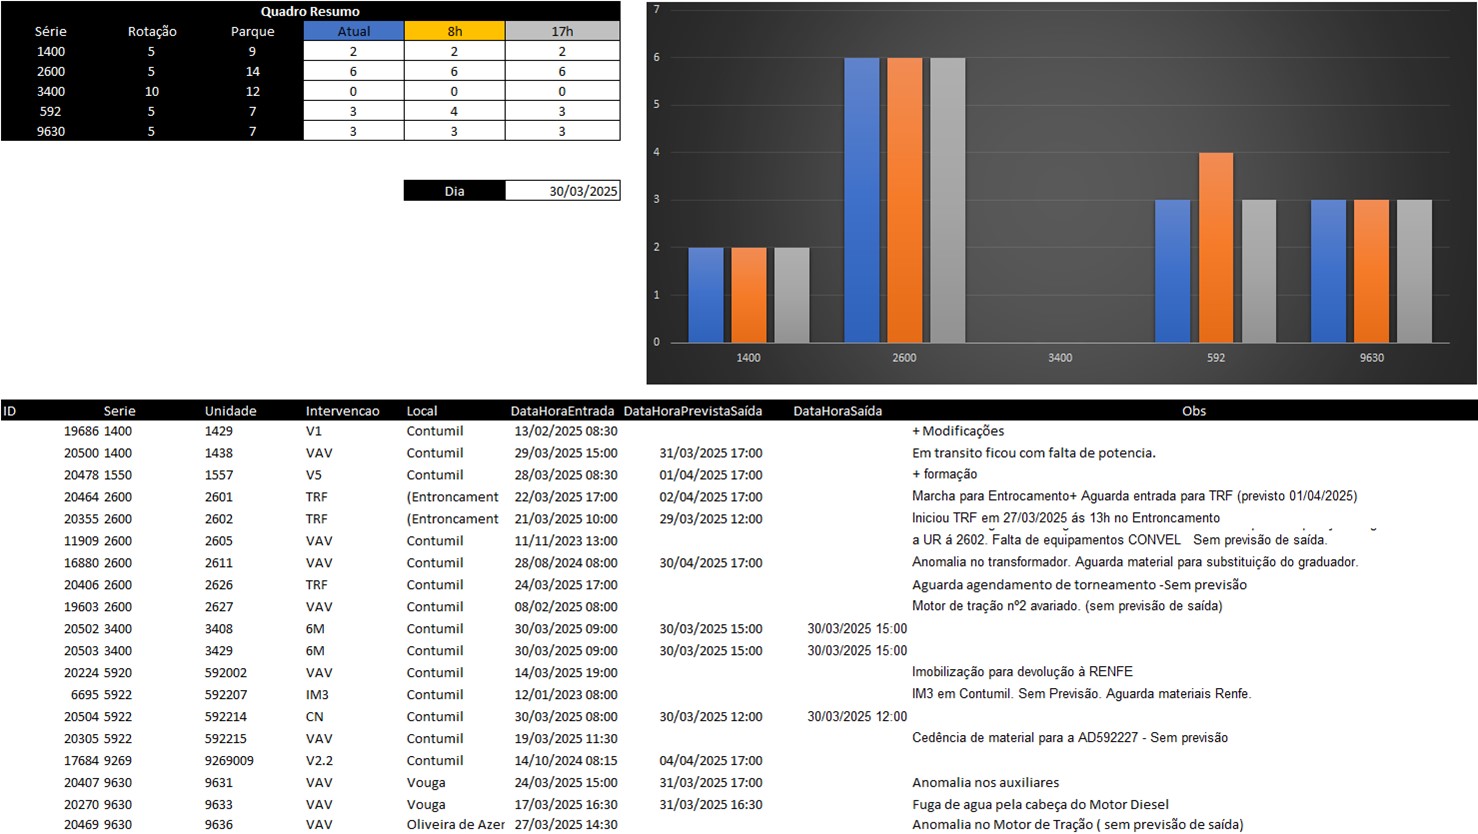 Quadro Resumo
Série Rotação Parque Atual 8h 17h
1400 5 9 2 2 2
2600 5 14 6 6 6
3400 10 12 0 0 0
592 5 7 3 4 3
9630 5 7 3 3 3
Dia 30/03/2025
7
6
5
4
3
2
1
0
1400 2600 3400 592 9630
ID Serie Unidade Intervencao Local DataHoraEntrada DataHoraPrevistaSaída DataHoraSaída Obs
19686 1400 1429 V1 Contumil 13/02/2025 08:30 + Modificações
20500 1400 1438 VAV Contumil 29/03/2025 15:00 31/03/2025 17:00 Em transito ficou com falta de potencia.
20478 1550 1557 V5 Contumil 28/03/2025 08:30 01/04/2025 17:00 + formação
20464 2600 2601 TRF (Entroncament 22/03/2025 17:00 02/04/2025 17:00 Marcha para Entrocamento+ Aguarda entrada para TRF (previsto 01/04/2025)
20355 2600 2602 TRF (Entroncament 21/03/2025 10:00 29/03/2025 12:00 Iniciou TRF em 27/03/2025 ás 13h no Entroncamento
11909 2600 2605 VAV Contumil 11/11/2023 13:00 a UR á 2602. Falta de equipamentos CONVEL Sem previsão de saída.
16880 2600 2611 VAV Contumil 28/08/2024 08:00 30/04/2025 17:00 Anomalia no transformador. Aguarda material para substituição do graduador.
20406 2600 2626 TRF Contumil 24/03/2025 17:00 Aguarda agendamento de torneamento -Sem previsão
19603 2600 2627 VAV Contumil 08/02/2025 08:00 Motor de tração nº2 avariado. (sem previsão de saída)
20502 3400 3408 6M Contumil 30/03/2025 09:00 30/03/2025 15:00 30/03/2025 15:00
20503 3400 3429 6M Contumil 30/03/2025 09:00 30/03/2025 15:00 30/03/2025 15:00
20224 5920 592002 VAV Contumil 14/03/2025 19:00 Imobilização para devolução à RENFE
6695 5922 592207 IM3 Contumil 12/01/2023 08:00 IM3 em Contumil. Sem Previsão. Aguarda materiais Renfe.
20504 5922 592214 CN Contumil 30/03/2025 08:00 30/03/2025 12:00 30/03/2025 12:00
20305 5922 592215 VAV Contumil 19/03/2025 11:30 Cedência de material para a AD592227 - Sem previsão
17684 9269 9269009 V2.2 Contumil 14/10/2024 08:15 04/04/2025 17:00
20407 9630 9631 VAV Vouga 24/03/2025 15:00 31/03/2025 17:00 Anomalia nos auxiliares
20270 9630 9633 VAV Vouga 17/03/2025 16:30 31/03/2025 16:30 Fuga de agua pela cabeça do Motor Diesel
20469 9630 9636 VAV Oliveira de Azer 27/03/2025 14:30 Anomalia no Motor de Tração ( sem previsão de saída)